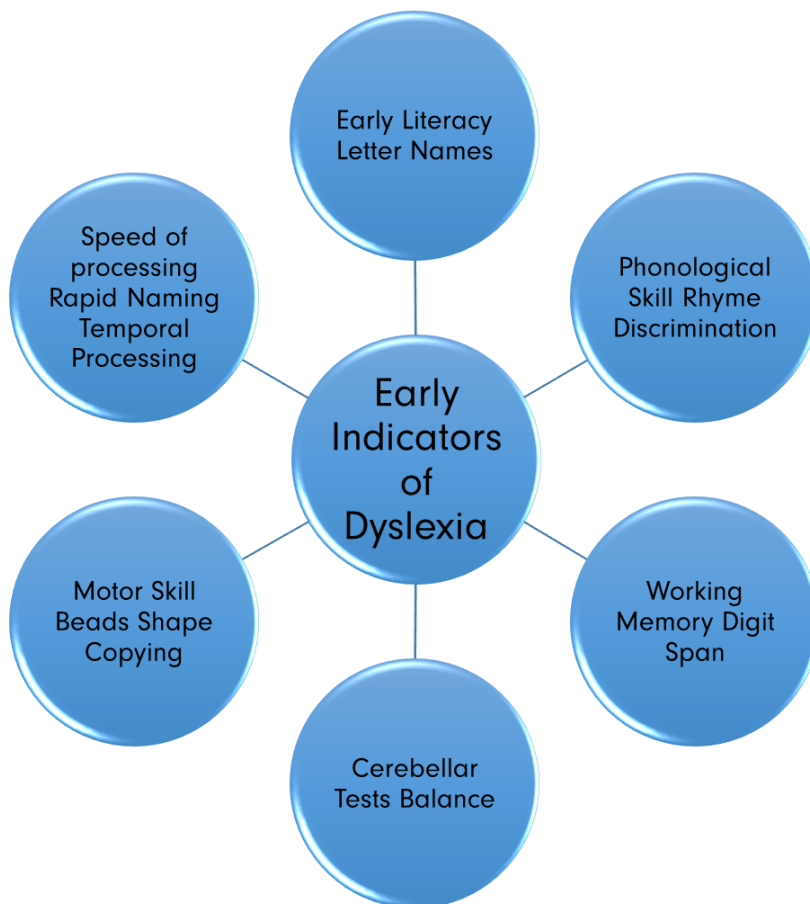 Early Literacy
Letter Names
Phonological
Skill Rhyme
Discrimination
Working
Memory Digit
Span
Cerebellar
Tests Balance
Motor Skill
Beads Shape
Copying
Speed of
processing
Rapid Naming
Temporal
Processing
Early
Indicators
of
Dyslexia